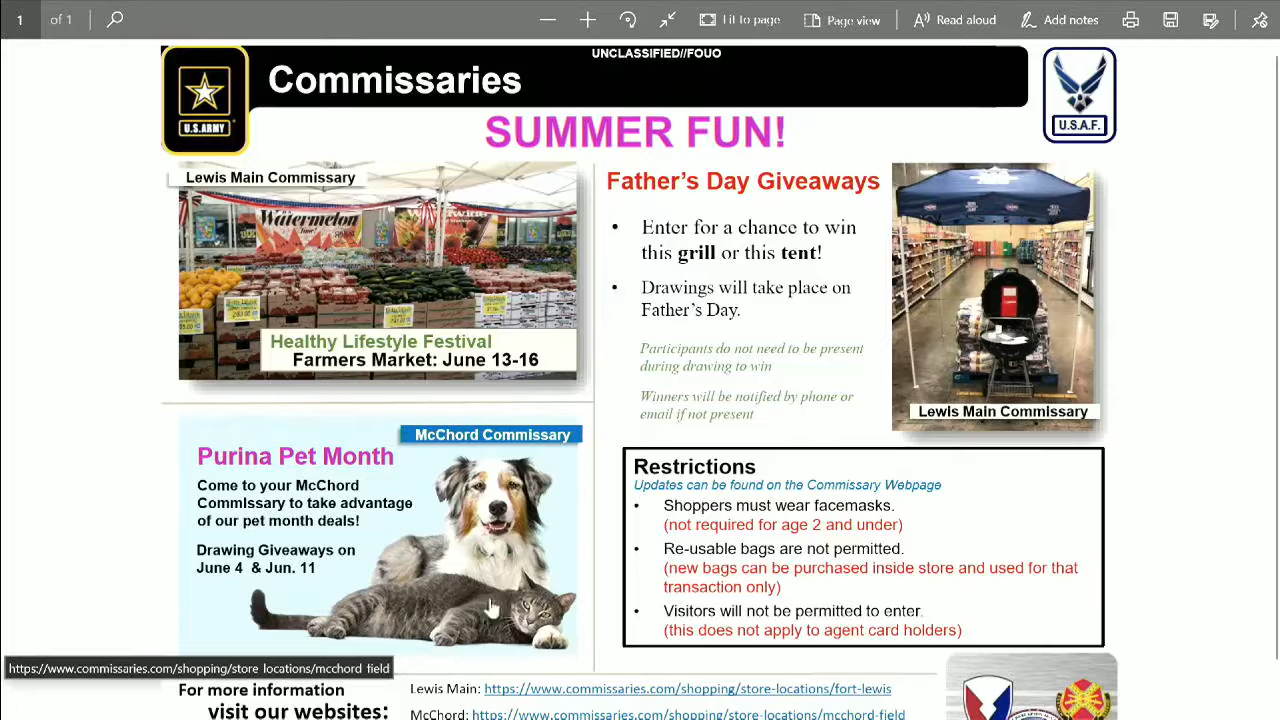 1 of 1
Fit to page
Page view
Read aloud
Add notes
UNCLASSIFIED//FOUO
Commissaries
U.S.ARMY
U.S.A.F.
SUMMER FUN!
Lewis Main Commissary
Watermelon
Healthy Lifestyle Festival
Farmers Market: June 13-16
Father's Day Giveaways
• Enter for a chance to win
this grill or this tent!
• Drawings will take place on
Father's Day.
Participants do not need to be present
during drawing to win
Winners will be notified by phone or
email if not present
Lewis Main Commissary
McChord Commissary
Purina Pet Month
Come to your McChord
Commissary to take advantage
of our pet month deals!
Drawing Giveaways on
June 4 & Jun. 11
Restrictions
Updates can be found on the Commissary Webpage
• Shoppers must wear facemasks.
(not required for age 2 and under)
• Re-usable bags are not permitted.
(new bags can be purchased inside store and used for that
transaction only)
• Visitors will not be permitted to enter.
(this does not apply to agent card holders)
https://www.commissaries.com/shopping/store_locations/mcchord_field
For more information
visit our websites:
Lewis Main: https://www.commissaries.com/shopping/store-locations/fort-lewis
McChord: https://www.commissaries.com/shopping/store-locations/mcchord-field